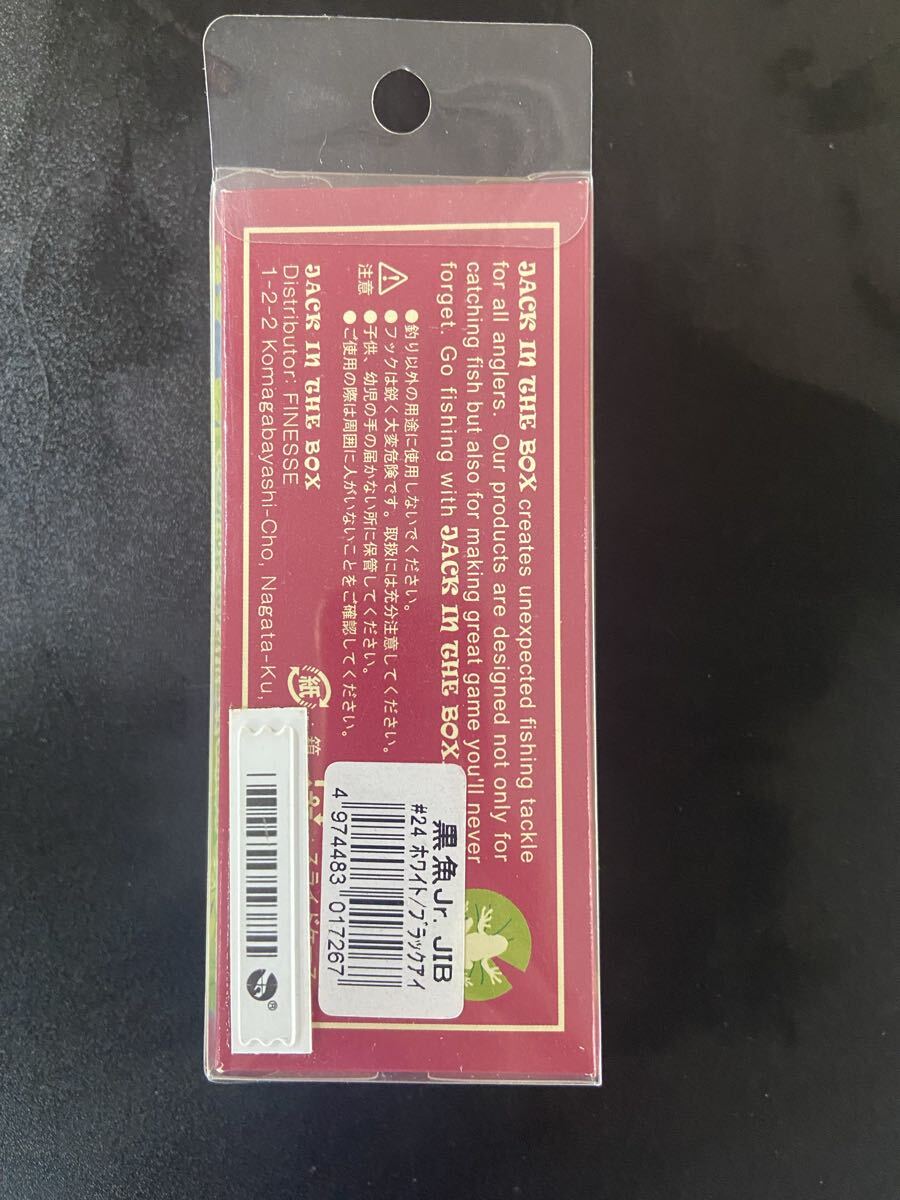 JACK IN THE BOX creates unexpected fishing tackle
for all anglers. Our products are designed not only for
catching fish but also for making great game you'll never
forget. Go fishing with JACK IN THE BOX
注意
●釣り以外の用途に使用しないでください。
●フックは鋭く大変危険です。取扱には充分注意してください。
●子供、幼児の手の届かない所に保管してください。
●ご使用の際は周囲に人がいないことをご確認してください。
JACK IN THE BOX
Distributor: FINESSE
1-2-2 Komagabayashi-Cho, Nagata-Ku,
紙 : 箱
: スライドケース
黒魚Jr. JIB
#24 ホワイト/ブラックアイ
4 974483 017267
®